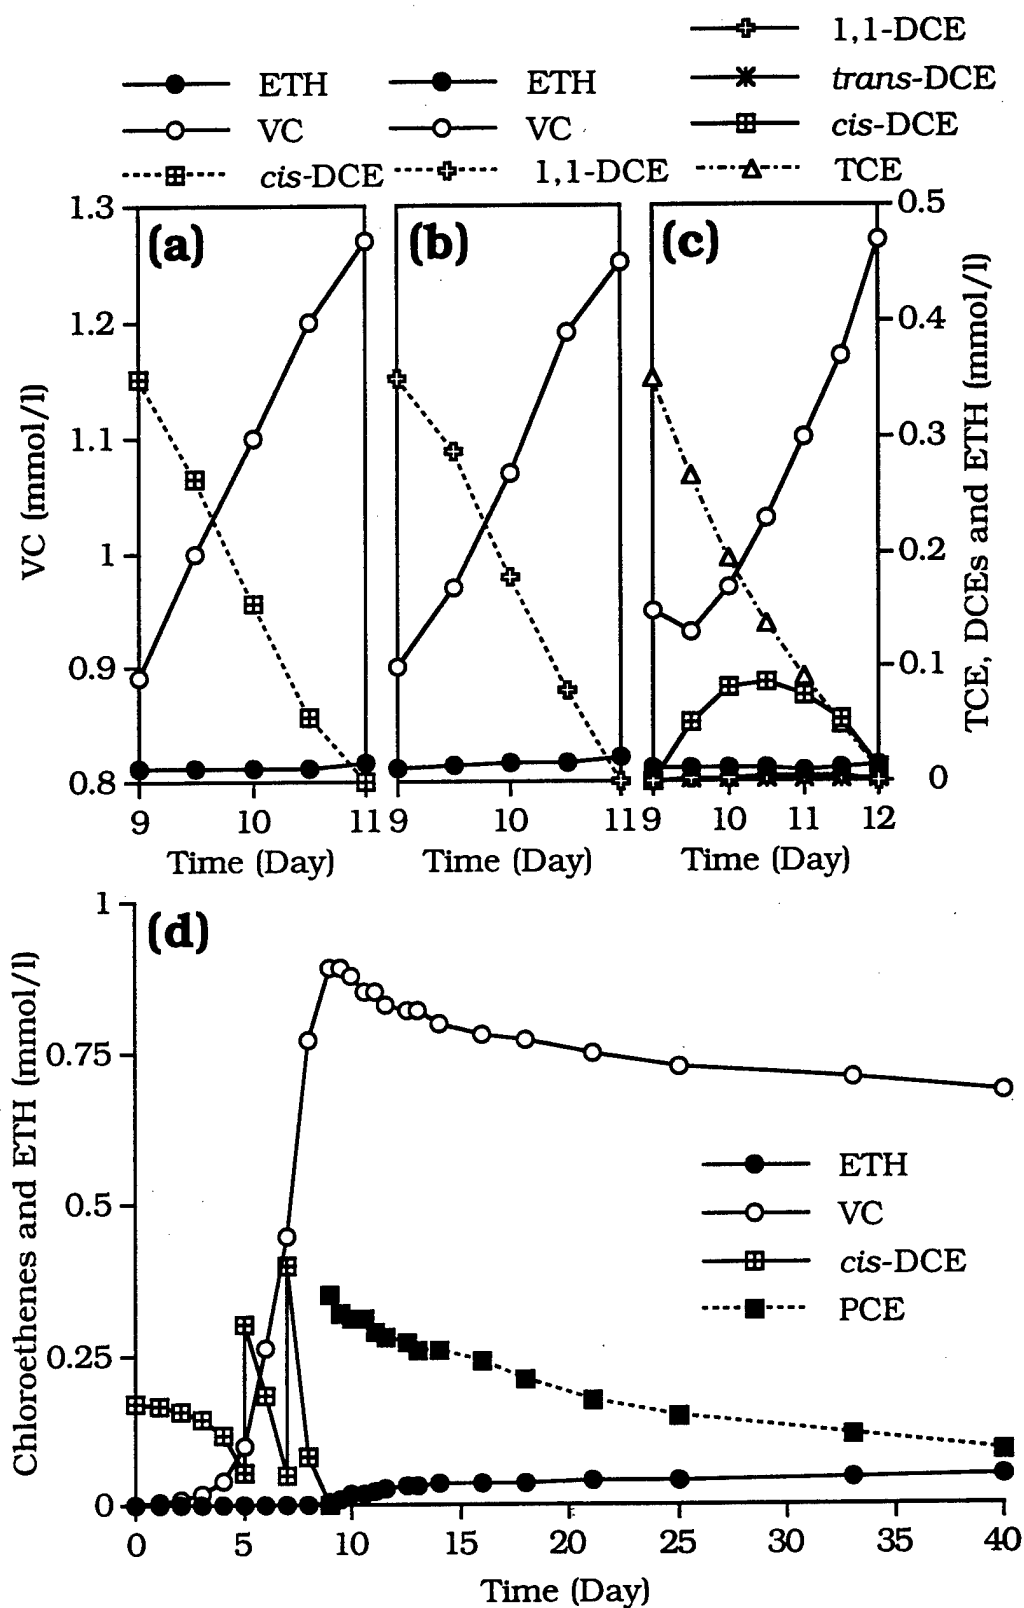 1,1-DCE
ETH ETH trans-DCE
VC VC cis-DCE
cis-DCE 1,1-DCE TCE
1.3 (a) (b) (c) 0.5
1.2 0.4
1.1 0.3
1 0.2
0.9 0.1
0.8 0
VC (mmol/l)
TCE, DCEs and ETH (mmol/l)
9 10 11 9 10 11 9 10 11 12
Time (Day) Time (Day) Time (Day)
(d)
1
0.75
0.5
0.25
0
Chloroethenes and ETH (mmol/l)
ETH
VC
cis-DCE
PCE
0 5 10 15 20 25 30 35 40
Time (Day)